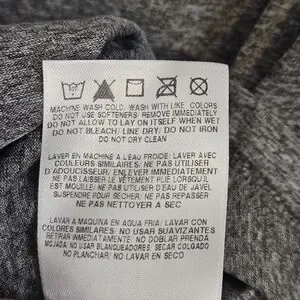 MACHINE WASH COLD, WASH WITH LIKE COLORS
DO NOT USE SOFTENERS/ REMOVE IMMEDIATELY
DO NOT ALLOW TO LAY ON ITSELF WHEN WET
DO NOT BLEACH/ LINE DRY/ DO NOT IRON
DO NOT DRY CLEAN
LAVER EN MACHINE A L'EAU FROIDE/ LAVER AVEC
COULEURS SIMILAIRES/ NE PAS UTILISER
D'ADOUCISSEUR/ ENLEVER IMMÉDIATEMENT
NE PAS LAISSER LE VÊTEMENT PLIÉ LORSQU'IL
EST MOUILLÉ/ NE PAS UTILISER D'EAU DE JAVEL
SUSPENDRE POUR SÉCHER/ NE PAS REPASSER
NE PAS NETTOYER A SEC
LAVAR A MAQUINA EN AGUA FRIA/ LAVAR CON
COLORES SIMILARES/ NO USAR SUAVIZANTES
RETIRAR INMEDIATAMENTE/ NO DOBLAR PRENDA
MOJADA NO USAR BLANQUEADOR/ SECAR COLGANDO
NO PLANCHAR/ NO LAVAR EN SECO